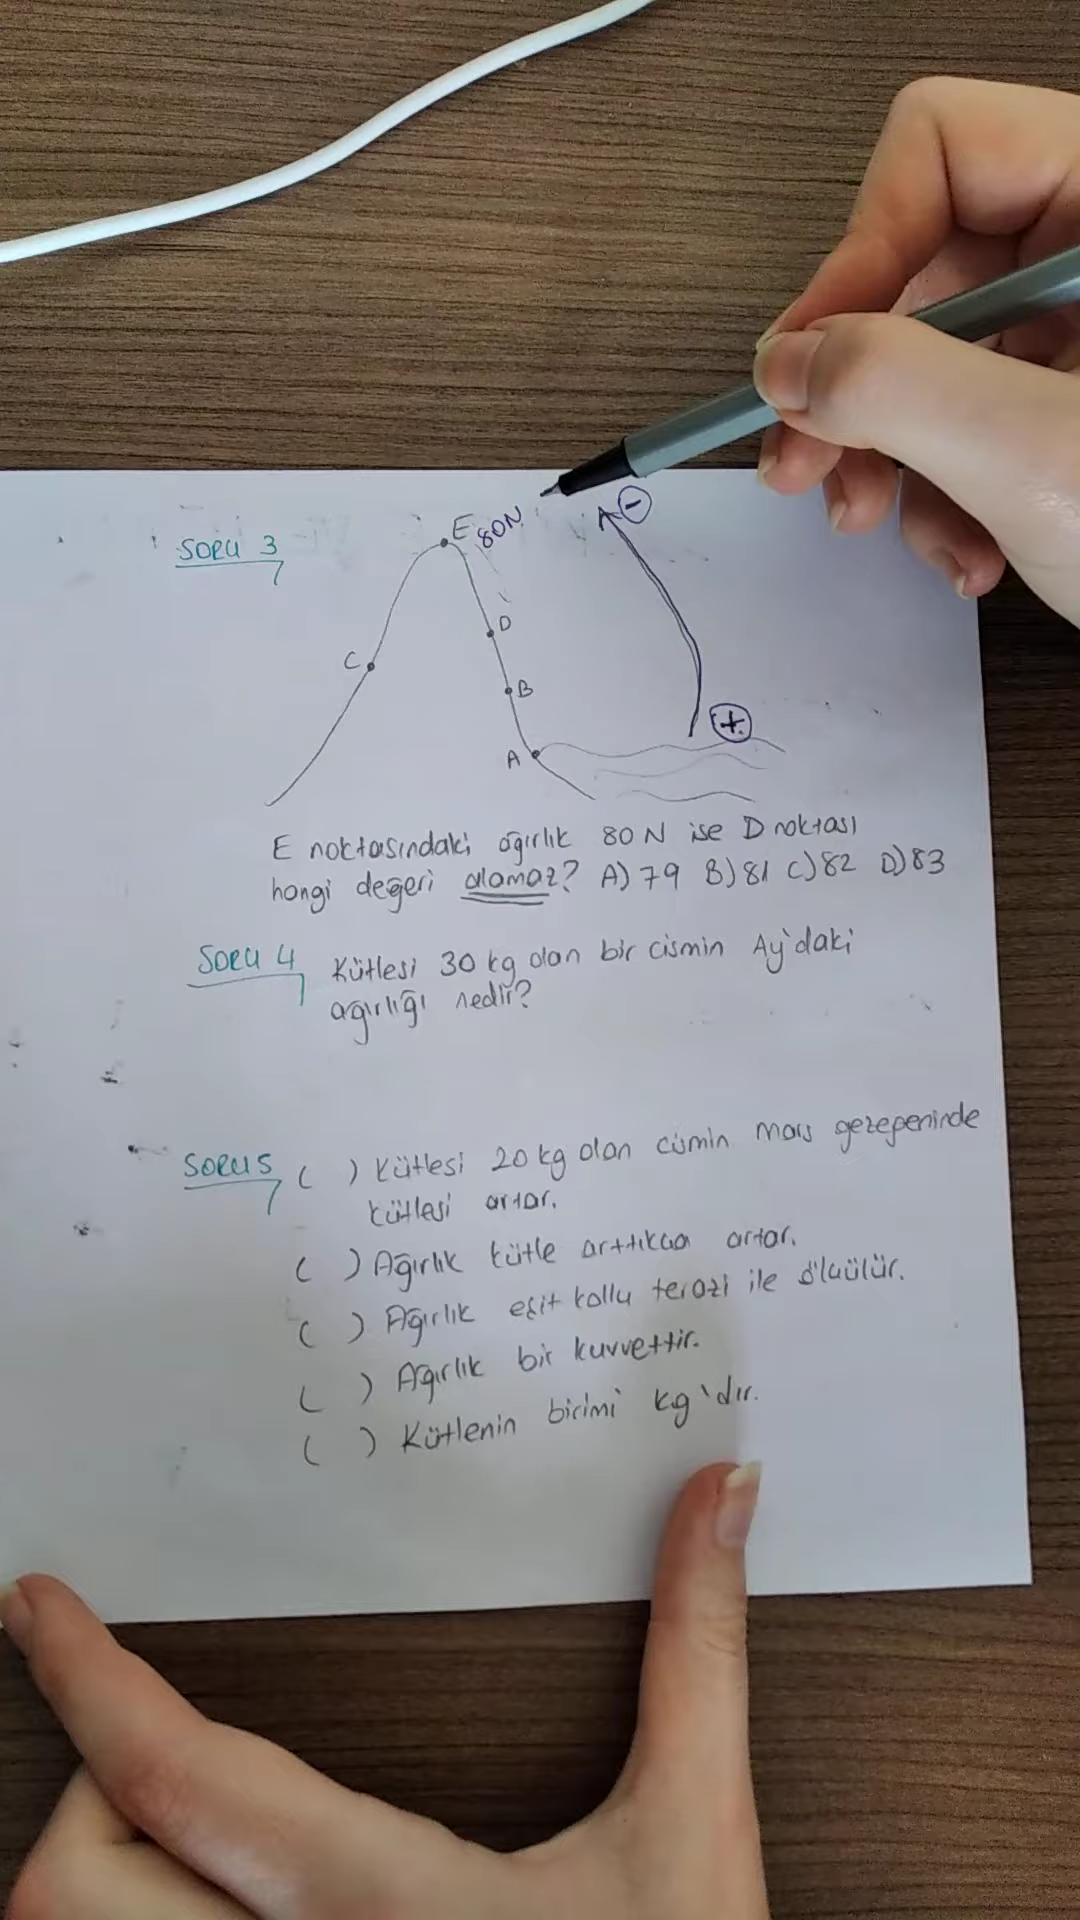 SORU 3
E 80N
-
D
C
B
+
A
E noktasındaki ağırlık 80 N ise D noktası
hangi değeri alamaz? A) 79 B) 81 C) 82 D) 83
SORU 4 Kütlesi 30 kg olan bir cismin Ay'daki
ağırlığı nedir?
SORU 5 ( ) Kütlesi 20 kg olan cismin mars gezegeninde
kütlesi artar.
( ) Ağırlık kütle arttıkça artar.
( ) Ağırlık eşit kollu terazi ile ölçülür.
( ) Ağırlık bir kuvvettir.
( ) Kütlenin birimi kg'dır.